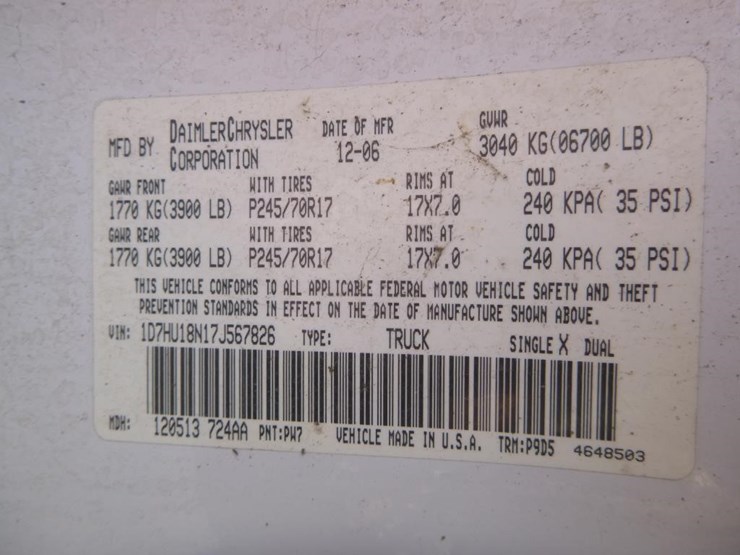 MFD BY DAIMLERCHRYSLER CORPORATION DATE OF MFR 12-06 GVWR 3040 KG(06700 LB)
GAWR FRONT WITH TIRES RIMS AT COLD
1770 KG(3900 LB) P245/70R17 17X7.0 240 KPA( 35 PSI)
GAWR REAR WITH TIRES RIMS AT COLD
1770 KG(3900 LB) P245/70R17 17X7.0 240 KPA( 35 PSI)
THIS VEHICLE CONFORMS TO ALL APPLICABLE FEDERAL MOTOR VEHICLE SAFETY AND THEFT
PREVENTION STANDARDS IN EFFECT ON THE DATE OF MANUFACTURE SHOWN ABOVE.
VIN: 1D7HU18N17J567826 TYPE: TRUCK SINGLE X DUAL
MDH: 120513 724AA PNT:PW7 VEHICLE MADE IN U.S.A. TRM:P9D5 4648503